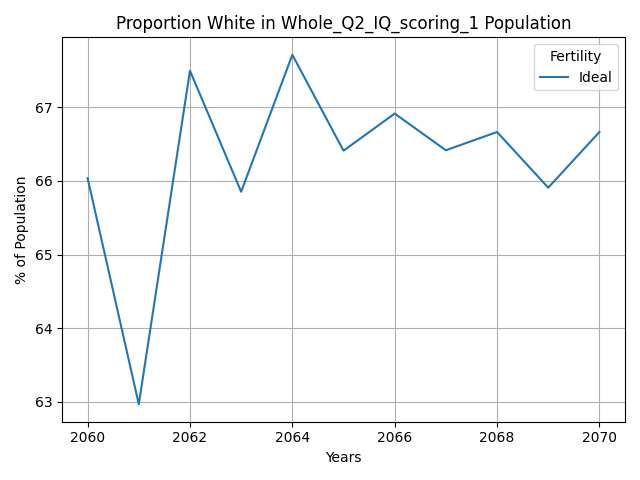 Proportion White in Whole_Q2_IQ_scoring_1 Population
Fertility
Ideal
67
66
65
64
63
% of Population
2060 2062 2064 2066 2068 2070
Years